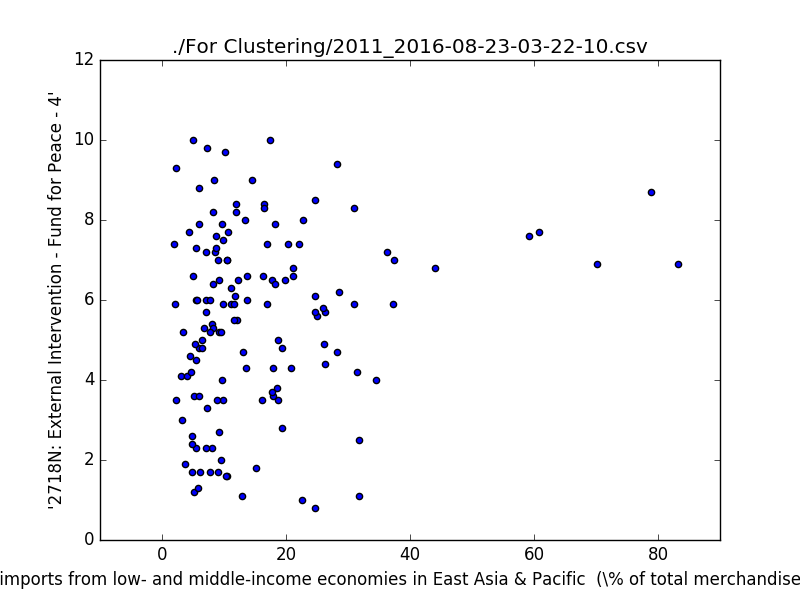 ./For Clustering/2011_2016-08-23-03-22-10.csv
12
10
8
6
4
2
0
'2718N: External Intervention - Fund for Peace - 4'
0 20 40 60 80
imports from low- and middle-income economies in East Asia & Pacific (\% of total merchandise